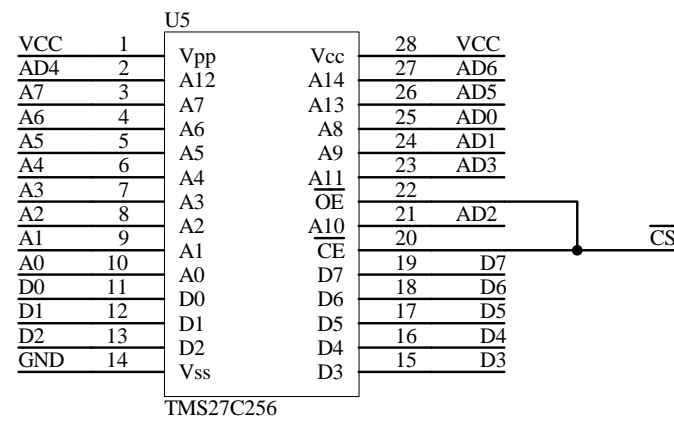 U5
VCC 1 Vpp Vcc 28 VCC
AD4 2 A12 A14 27 AD6
A7 3 A7 A13 26 AD5
A6 4 A6 A8 25 AD0
A5 5 A5 A9 24 AD1
A4 6 A4 A11 23 AD3
A3 7 A3 O̅E̅ 22
A2 8 A2 A10 21 AD2
A1 9 A1 C̅E̅ 20 C̅S̅
A0 10 A0 D7 19 D7
D0 11 D0 D6 18 D6
D1 12 D1 D5 17 D5
D2 13 D2 D4 16 D4
GND 14 Vss D3 15 D3
TMS27C256